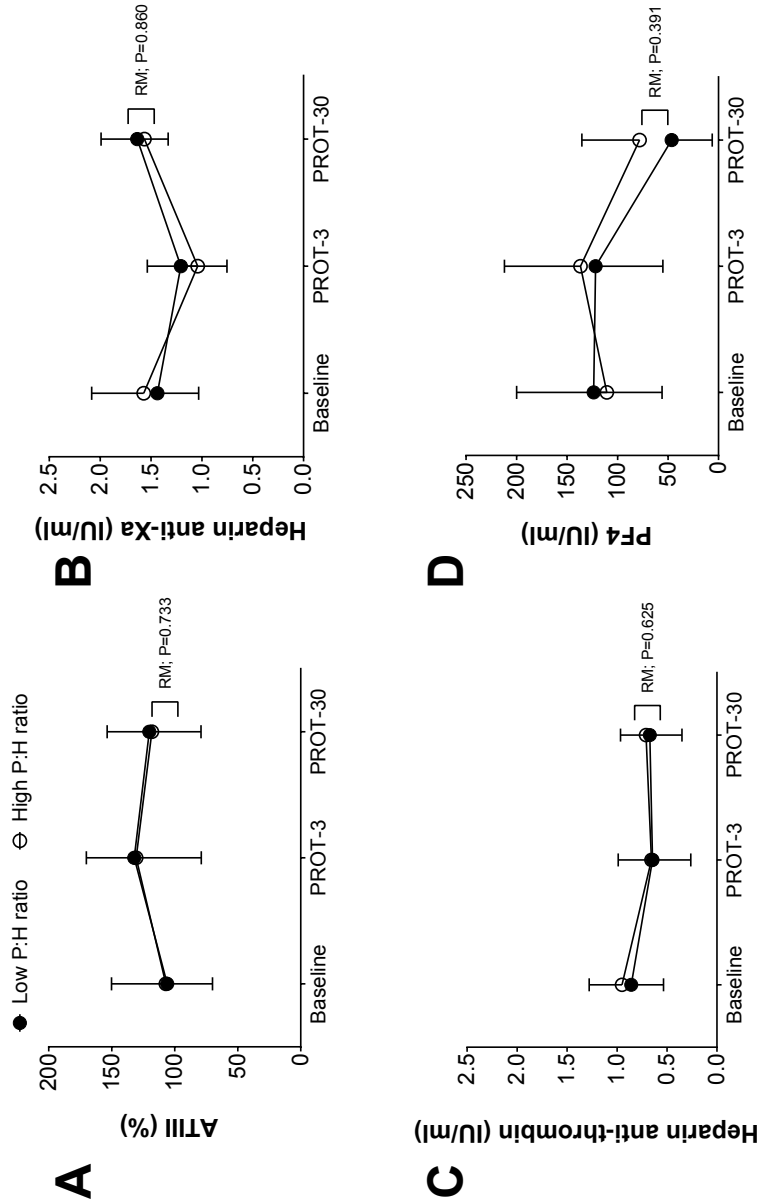 Low P:H ratio
High P:H ratio
A
ATIII (%)
200
150
100
50
0
Baseline
PROT-3
PROT-30
RM; P=0.733
B
Heparin anti-Xa (IU/ml)
2.5
2.0
1.5
1.0
0.5
0.0
Baseline
PROT-3
PROT-30
RM; P=0.860
C
Heparin anti-thrombin (IU/ml)
2.5
2.0
1.5
1.0
0.5
0.0
Baseline
PROT-3
PROT-30
RM; P=0.625
D
PF4 (IU/ml)
250
200
150
100
50
0
Baseline
PROT-3
PROT-30
RM; P=0.391